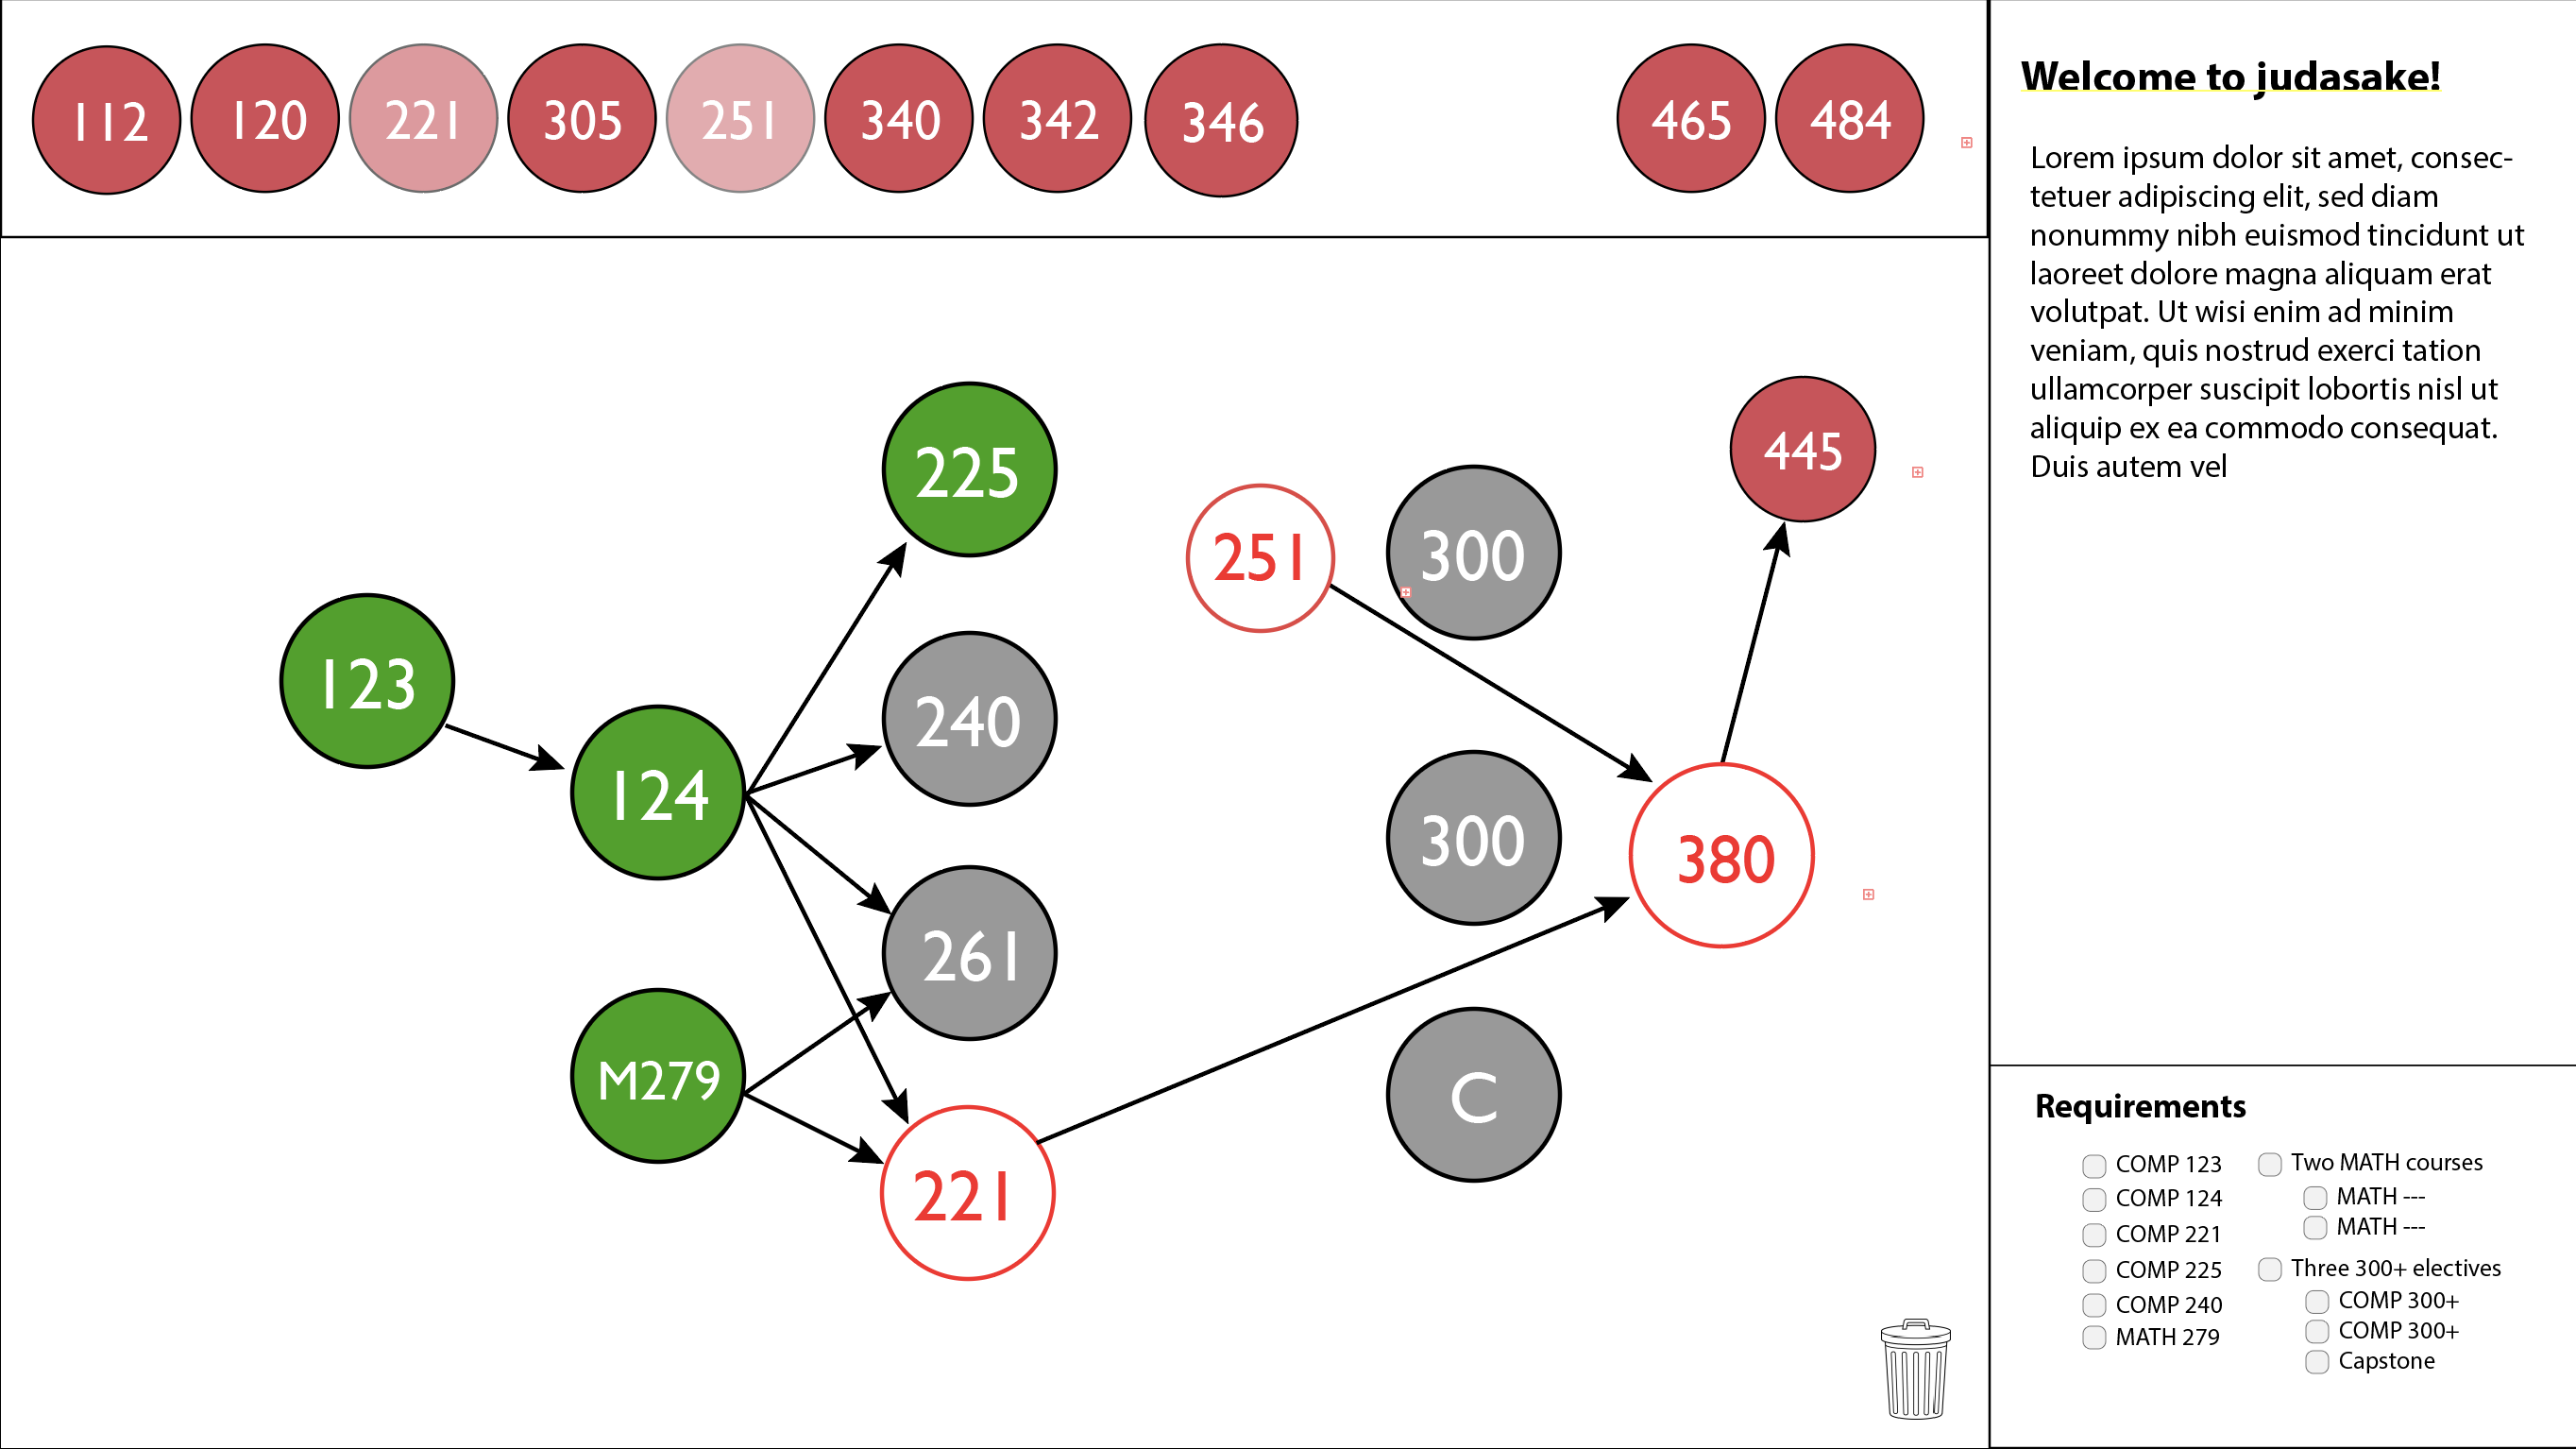 112
120
221
305
251
340
342
346
465
484
225
251
300
445
123
240
124
300
380
261
M279
C
221
Welcome to judasake!
Lorem ipsum dolor sit amet, consec-
tetuer adipiscing elit, sed diam
nonummy nibh euismod tincidunt ut
laoreet dolore magna aliquam erat
volutpat. Ut wisi enim ad minim
veniam, quis nostrud exerci tation
ullamcorper suscipit lobortis nisl ut
aliquip ex ea commodo consequat.
Duis autem vel
Requirements
COMP 123
COMP 124
COMP 221
COMP 225
COMP 240
MATH 279
Two MATH courses
MATH ---
MATH ---
Three 300+ electives
COMP 300+
COMP 300+
Capstone